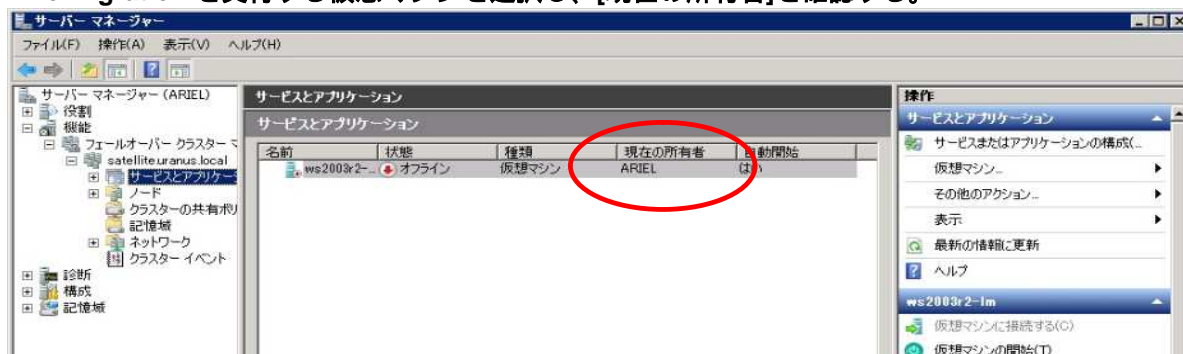 サーバー マネージャー
ファイル(F) 操作(A) 表示(V) ヘルプ(H)
サーバー マネージャー (ARIEL)
役割
機能
フェールオーバー クラスター マ
satellite.uranus.local
サービスとアプリケーシ
ノード
クラスターの共有ボリ
記憶域
ネットワーク
クラスター イベント
診断
構成
記憶域
サービスとアプリケーション
サービスとアプリケーション
名前 状態 種類 現在の所有者 自動開始
ws2003r2-... オフライン 仮想マシン ARIEL はい
操作
サービスとアプリケーション
サービスまたはアプリケーションの構成(...
仮想マシン...
その他のアクション...
表示
最新の情報に更新
ヘルプ
ws2003r2-lm
仮想マシンに接続する(C)
仮想マシンの開始(T)